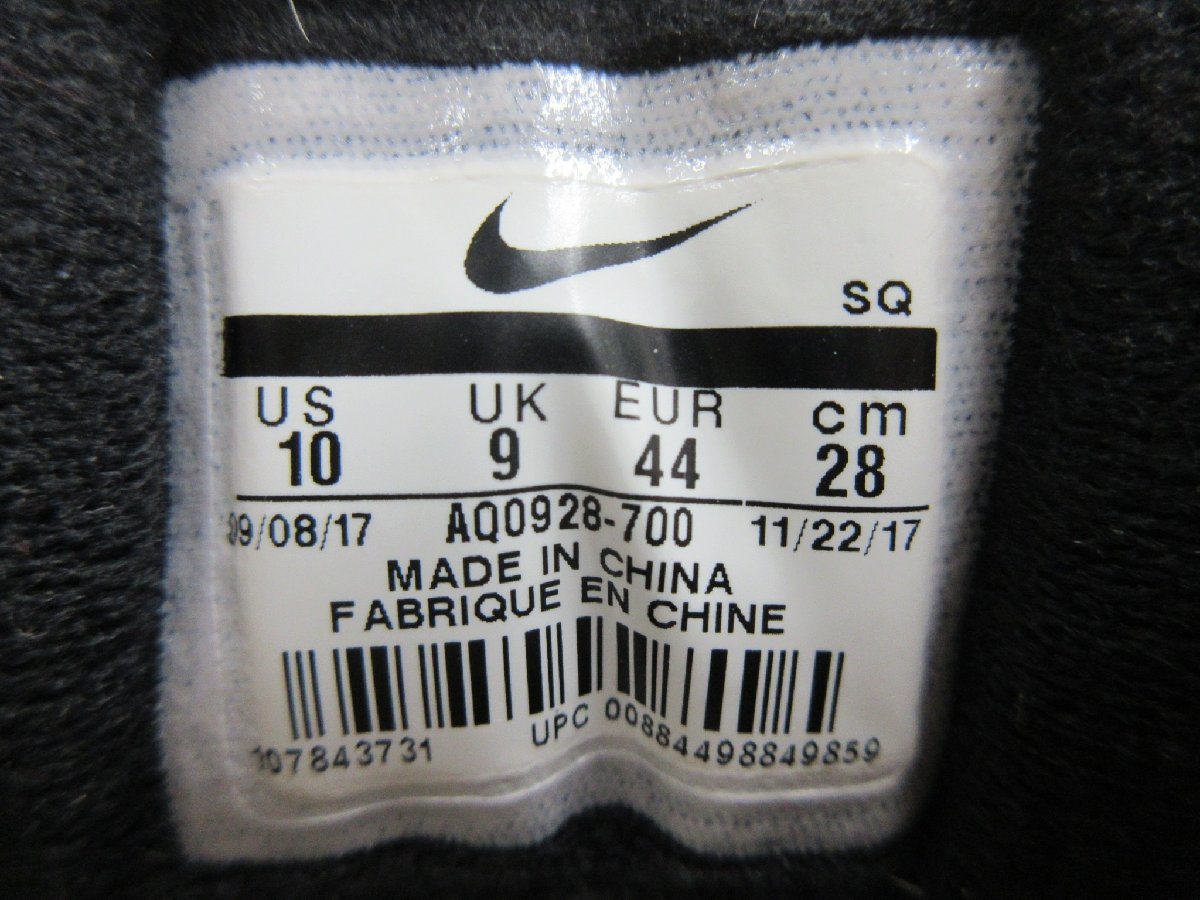 SQ
US UK EUR cm
10 9 44 28
09/08/17 AQ0928-700 11/22/17
MADE IN CHINA
FABRIQUE EN CHINE
UPC 00884498849859